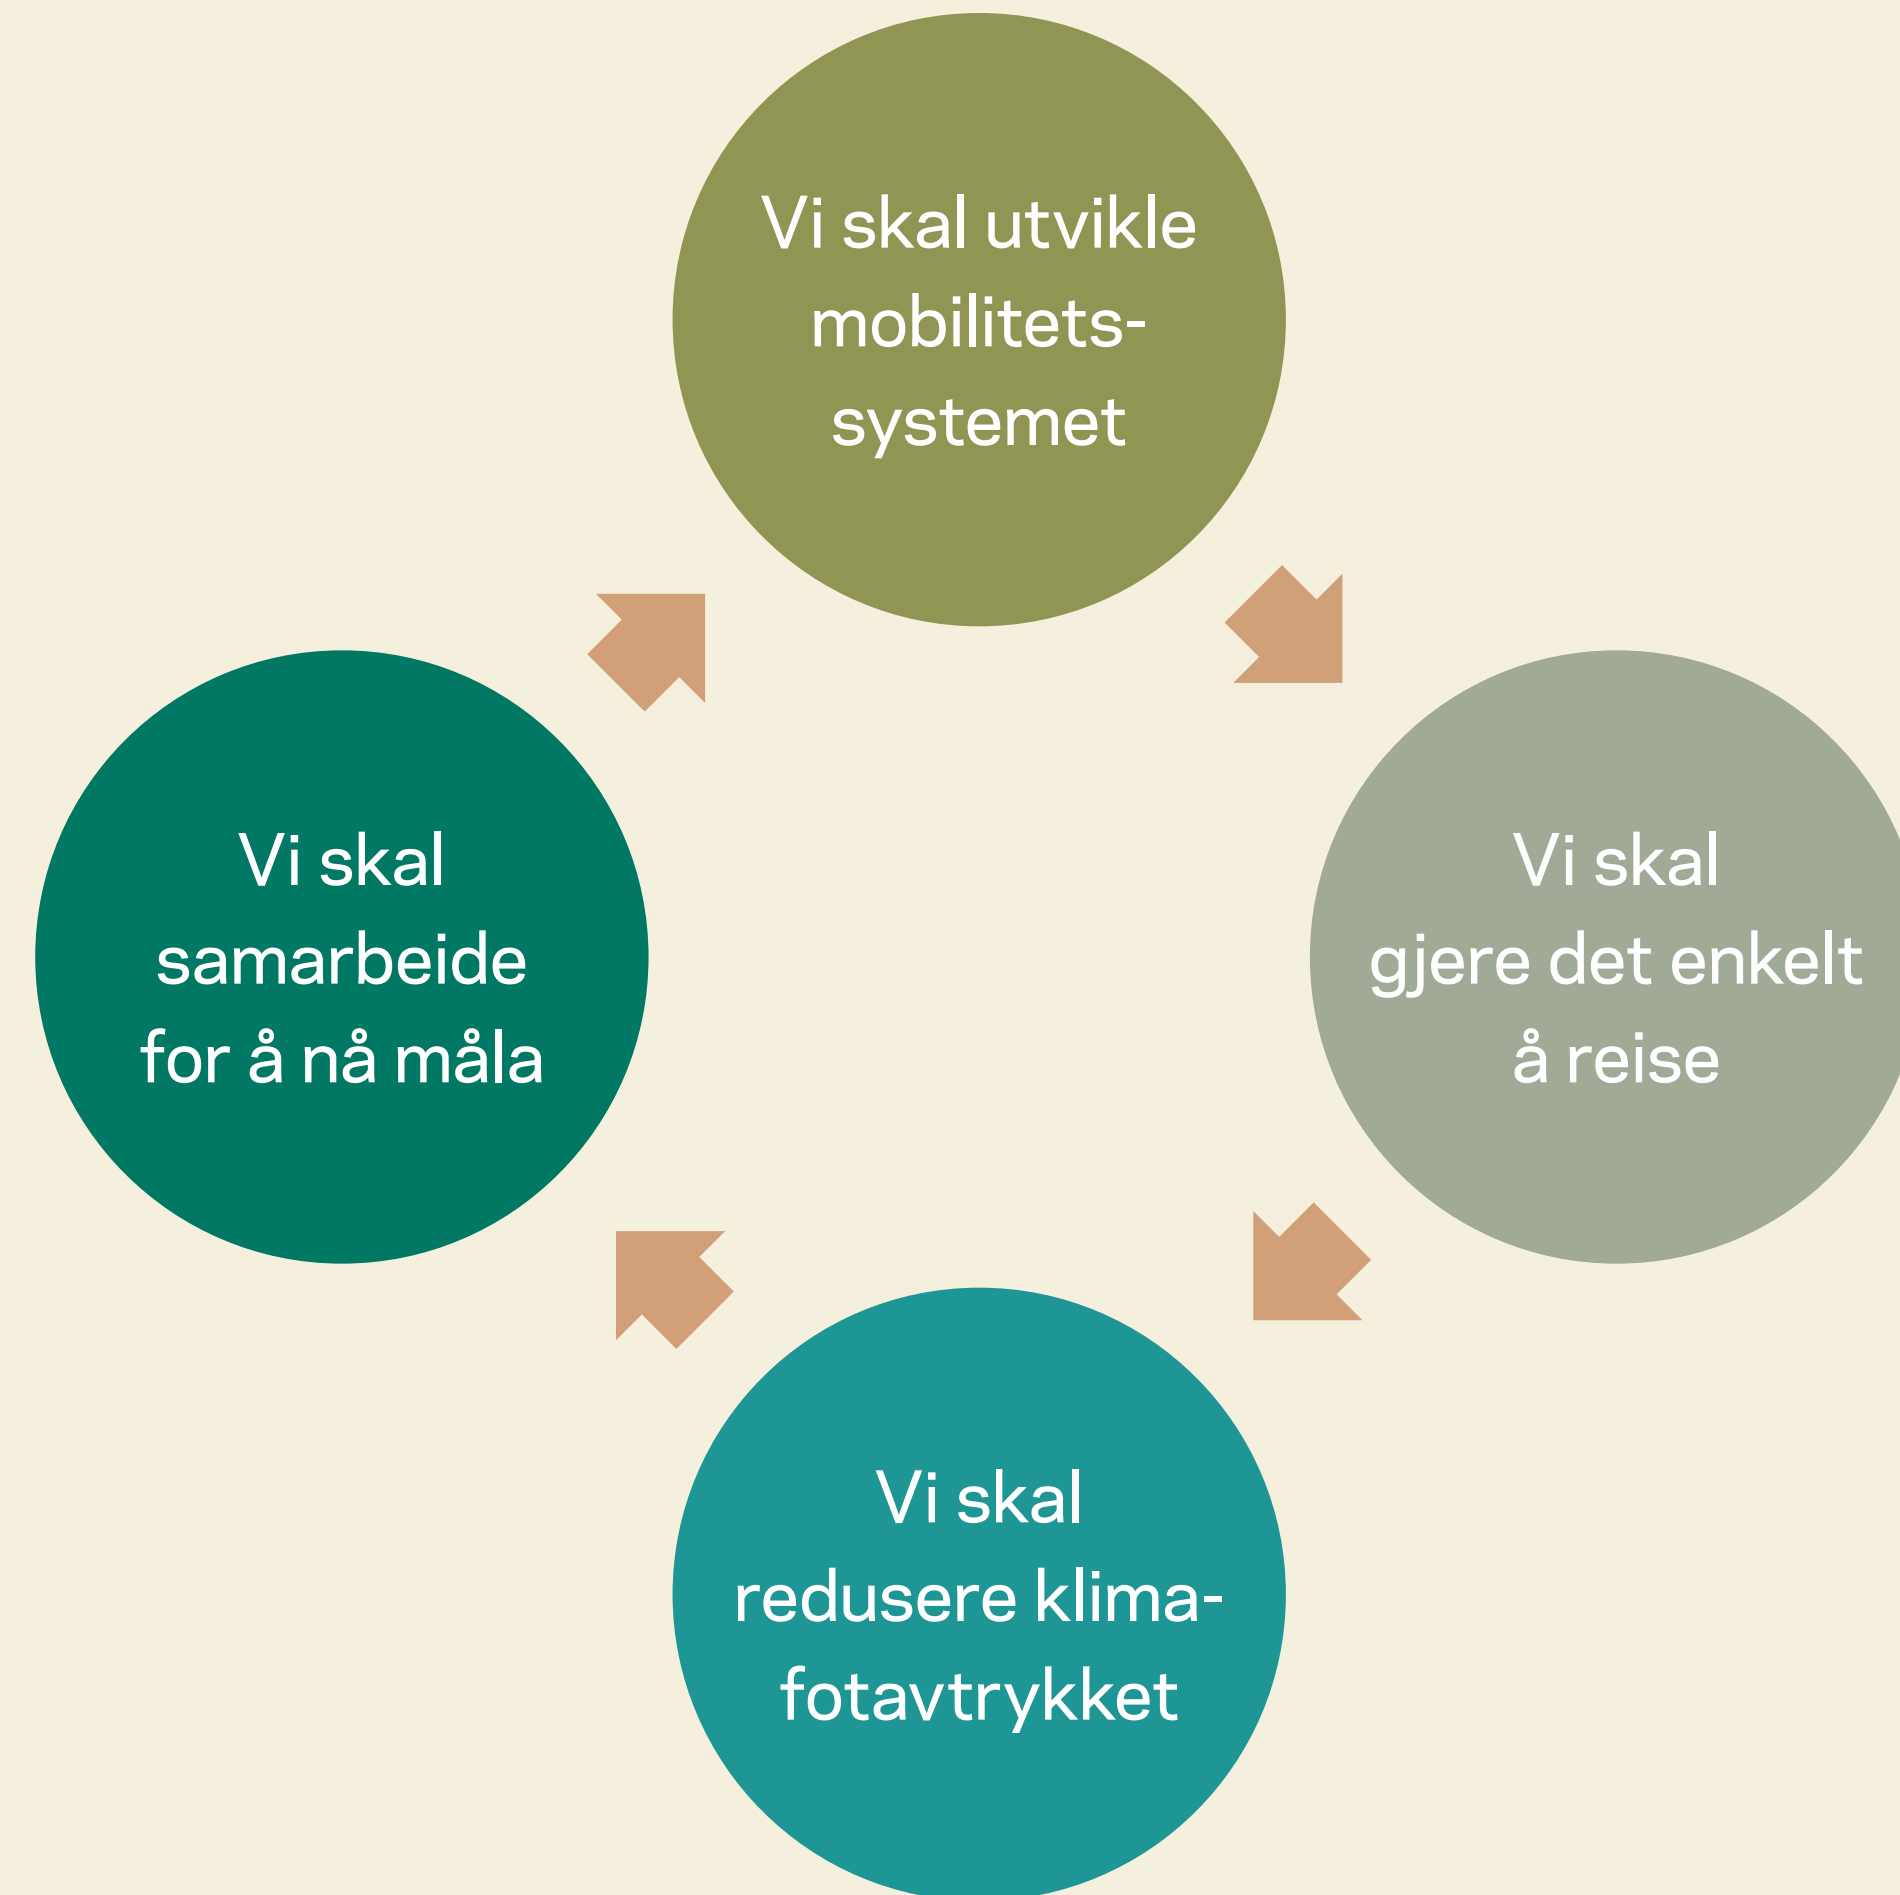 Vi skal utvikle
mobilitets-
systemet
Vi skal
gjere det enkelt
å reise
Vi skal
redusere klima-
fotavtrykket
Vi skal
samarbeide
for å nå måla